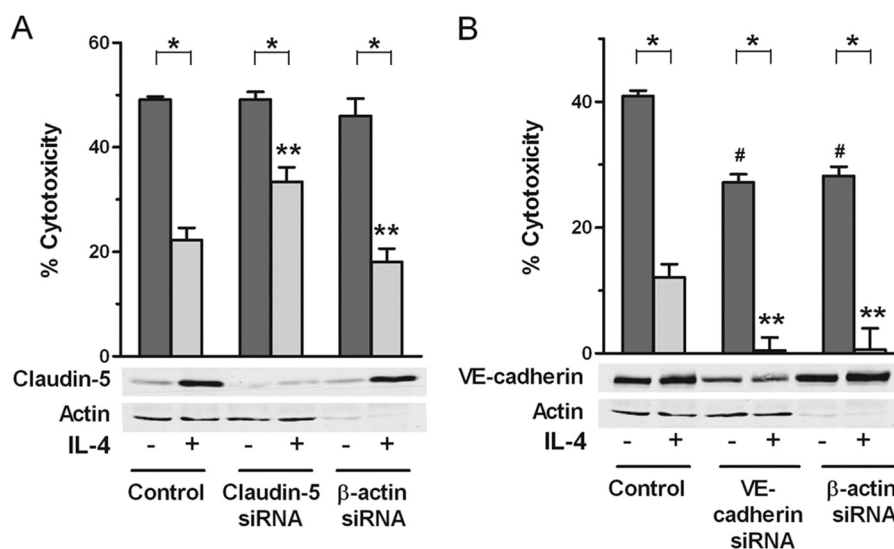 A
% Cytotoxicity
60
40
20
0
* * *
**
**
Claudin-5
Actin
IL-4 - + - + - +
Control Claudin-5 β-actin
siRNA siRNA
B
% Cytotoxicity
40
20
0
* * *
# #
** **
VE-cadherin
Actin
IL-4 - + - + - +
Control VE- β-actin
cadherin siRNA
siRNA